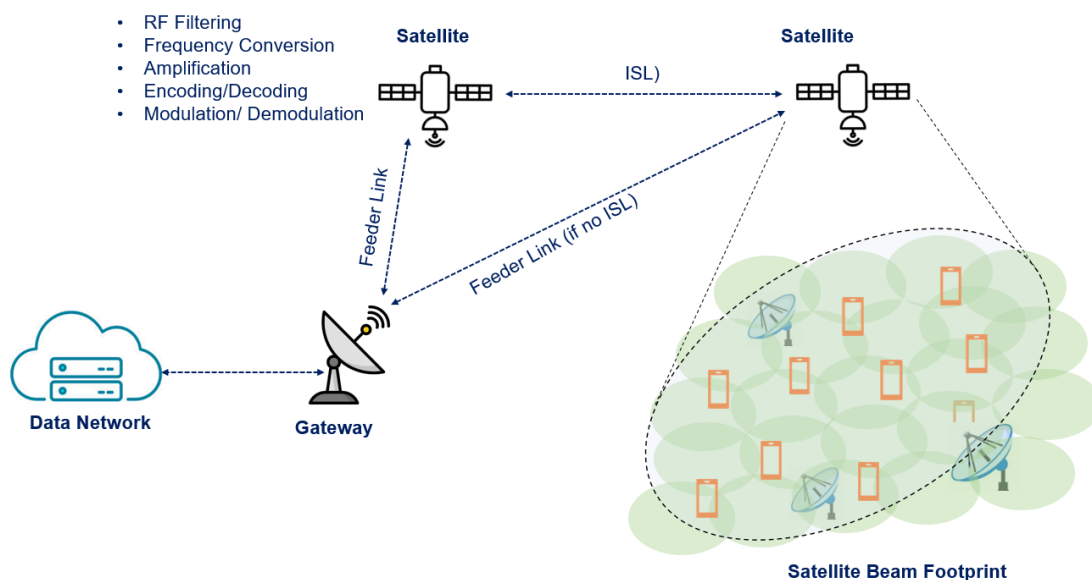 • RF Filtering
• Frequency Conversion
• Amplification
• Encoding/Decoding
• Modulation/ Demodulation
Satellite
Satellite
ISL)
Feeder Link
Feeder Link (if no ISL)
Data Network
Gateway
Satellite Beam Footprint